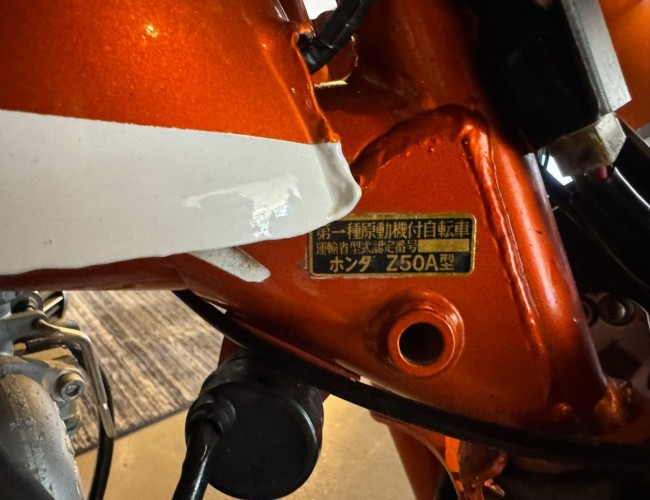 第一種原動機付自転車
運輸省型式認定番号
ホンダ Z50A型